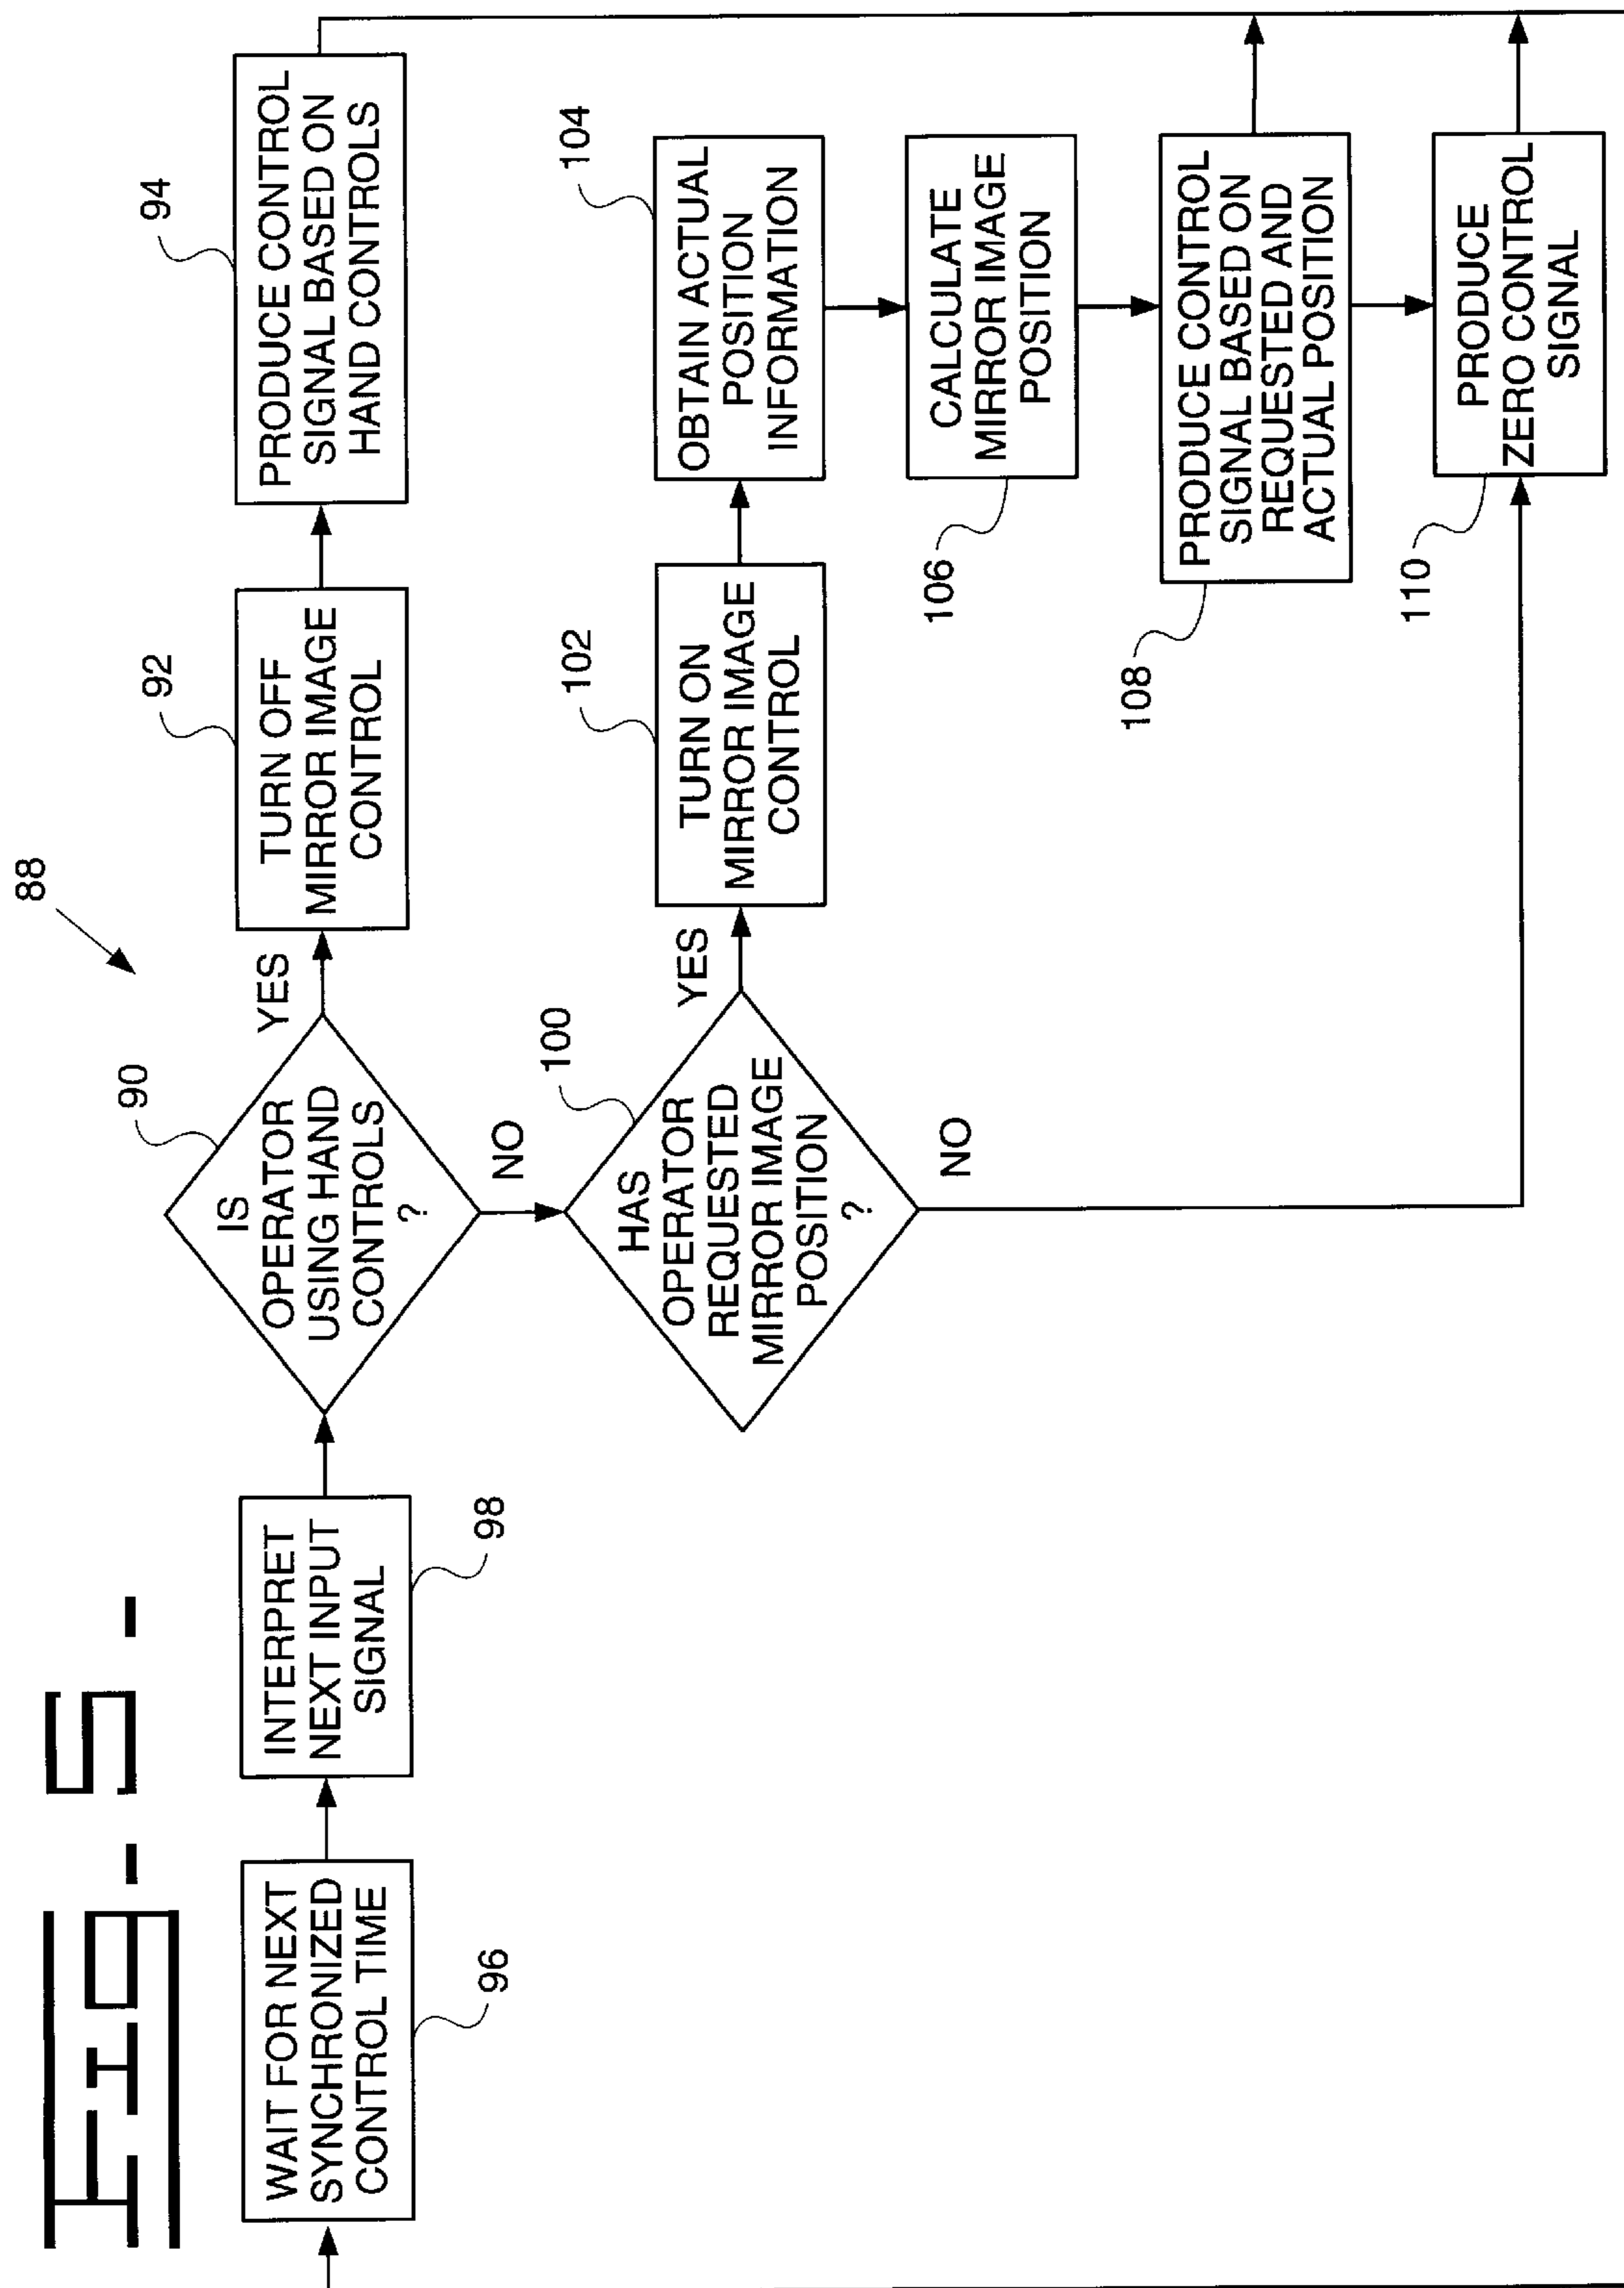 FIG - 5 -
88
96
WAIT FOR NEXT
SYNCHRONIZED
CONTROL TIME
98
INTERPRET
NEXT INPUT
SIGNAL
90
IS
OPERATOR
USING HAND
CONTROLS
?
YES
NO
92
TURN OFF
MIRROR IMAGE
CONTROL
94
PRODUCE CONTROL
SIGNAL BASED ON
HAND CONTROLS
100
HAS
OPERATOR
REQUESTED
MIRROR IMAGE
POSITION
?
YES
NO
102
TURN ON
MIRROR IMAGE
CONTROL
104
OBTAIN ACTUAL
POSITION
INFORMATION
106
CALCULATE
MIRROR IMAGE
POSITION
108
PRODUCE CONTROL
SIGNAL BASED ON
REQUESTED AND
ACTUAL POSITION
110
PRODUCE
ZERO CONTROL
SIGNAL